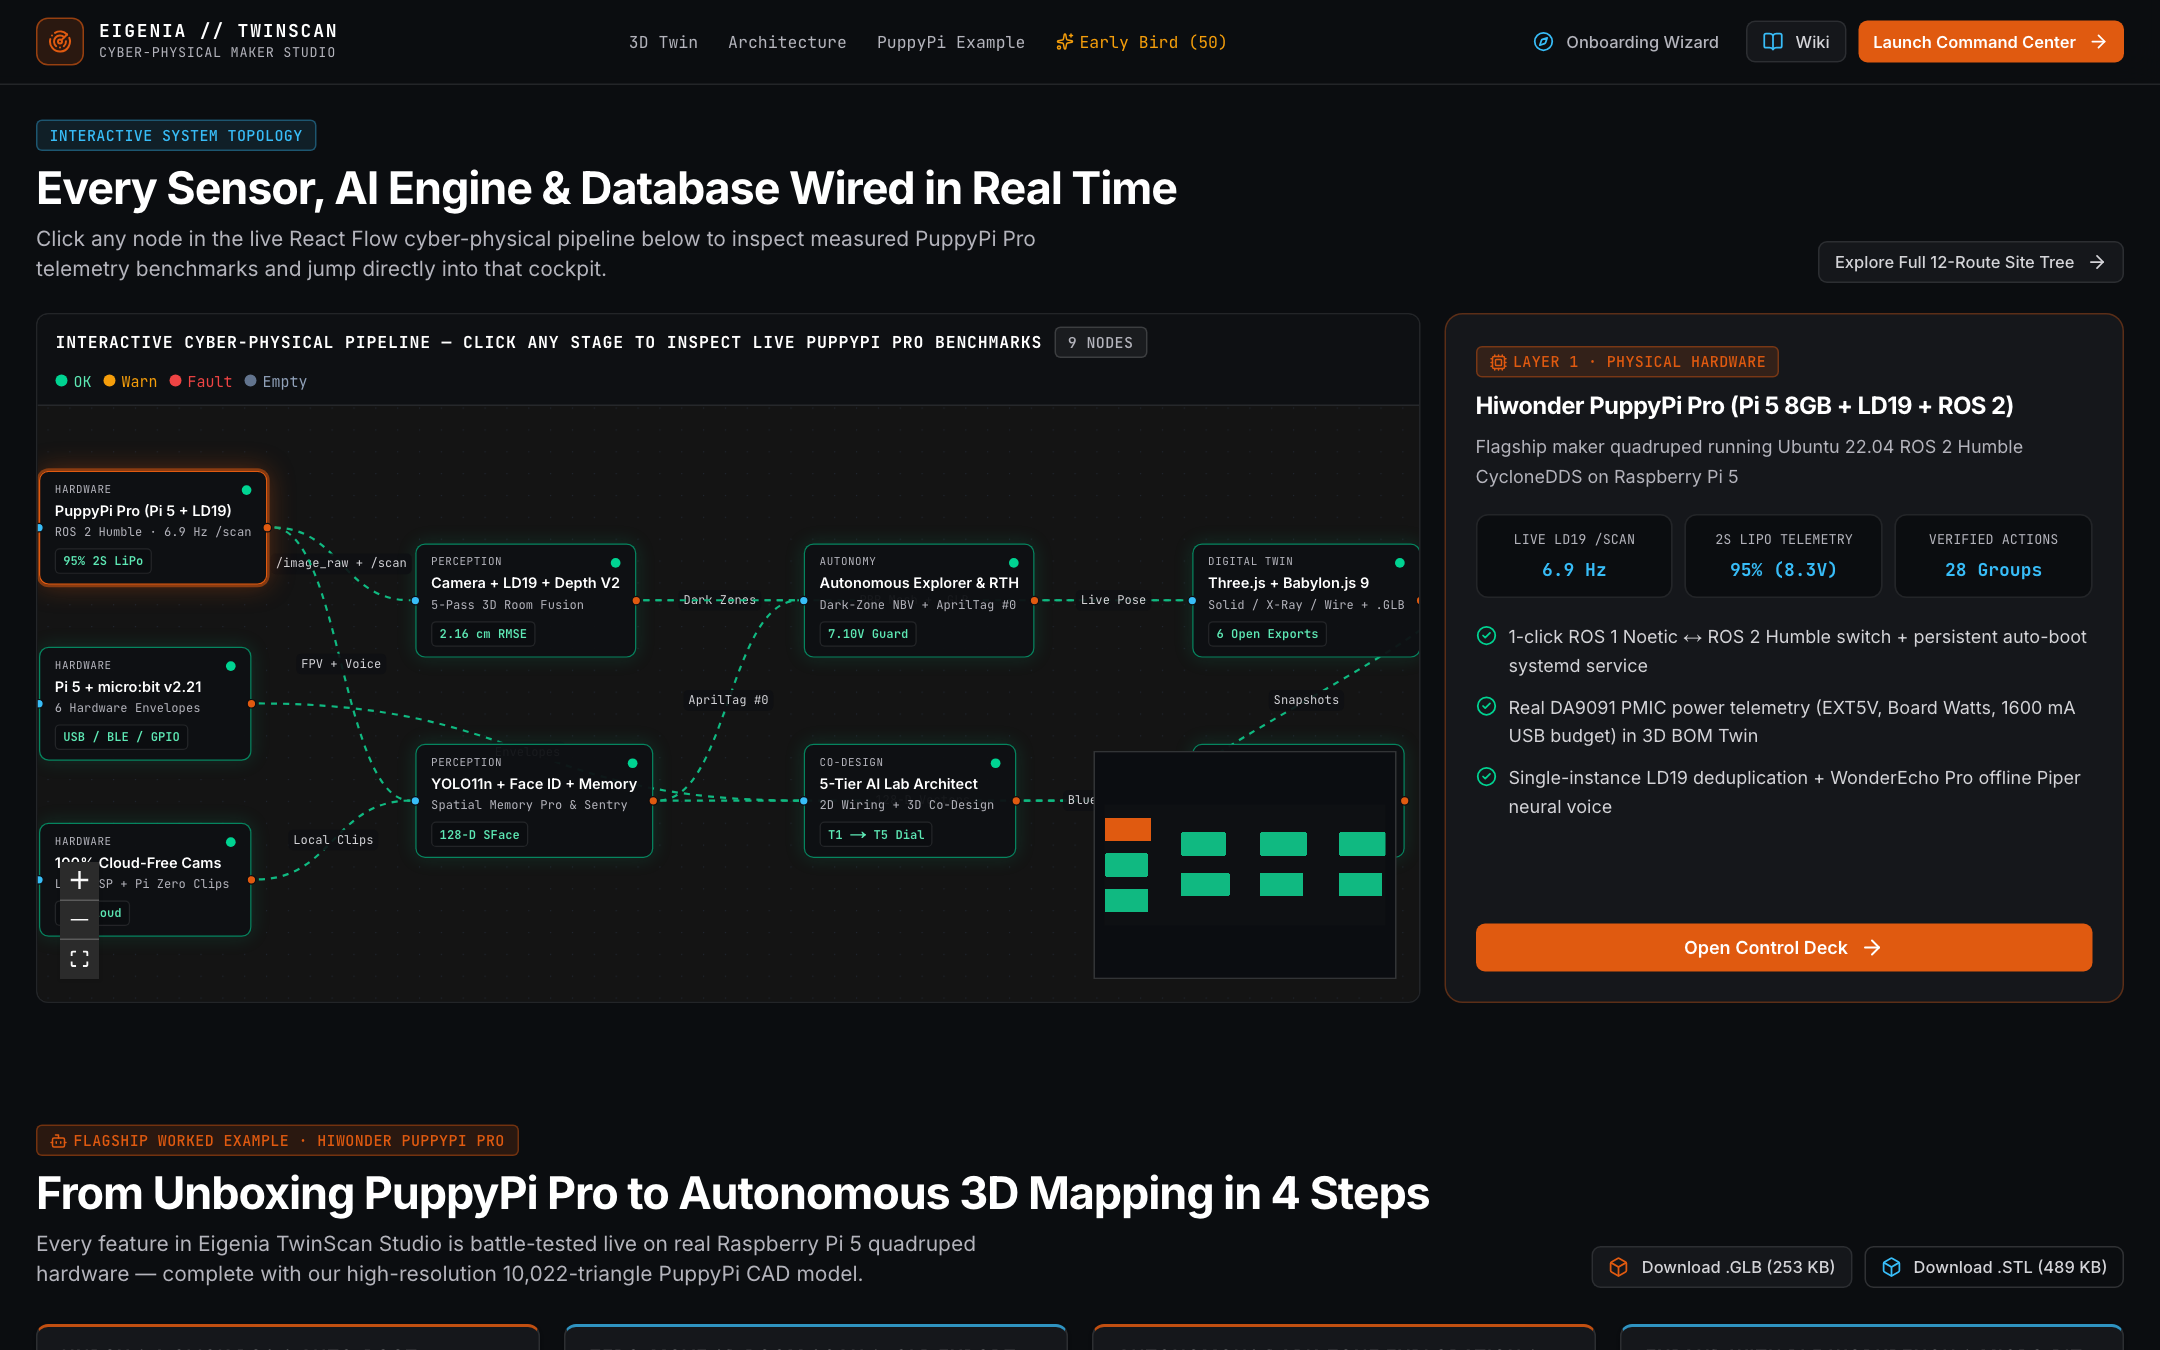 EIGENIA // TWINSCAN
CYBER-PHYSICAL MAKER STUDIO
3D Twin
Architecture
PuppyPi Example
Early Bird (50)
Onboarding Wizard
Wiki
Launch Command Center
INTERACTIVE SYSTEM TOPOLOGY
Every Sensor, AI Engine & Database Wired in Real Time
Click any node in the live React Flow cyber-physical pipeline below to inspect measured PuppyPi Pro
telemetry benchmarks and jump directly into that cockpit.
Explore Full 12-Route Site Tree
INTERACTIVE CYBER-PHYSICAL PIPELINE — CLICK ANY STAGE TO INSPECT LIVE PUPPYPI PRO BENCHMARKS
9 NODES
OK
Warn
Fault
Empty
HARDWARE
PuppyPi Pro (Pi 5 + LD19)
ROS 2 Humble · 6.9 Hz /scan
95% 2S LiPo
/image_raw + /scan
HARDWARE
Pi 5 + micro:bit v2.21
6 Hardware Envelopes
USB / BLE / GPIO
FPV + Voice
HARDWARE
100% Cloud-Free Cams
SP + Pi Zero Clips
oud
Local Clips
PERCEPTION
Camera + LD19 + Depth V2
5-Pass 3D Room Fusion
2.16 cm RMSE
Dark Zones
Envelopes
PERCEPTION
YOLO11n + Face ID + Memory
Spatial Memory Pro & Sentry
128-D SFace
AprilTag #0
AUTONOMY
Autonomous Explorer & RTH
Dark-Zone NBV + AprilTag #0
7.10V Guard
Live Pose
CO-DESIGN
5-Tier AI Lab Architect
2D Wiring + 3D Co-Design
T1 → T5 Dial
Blue
DIGITAL TWIN
Three.js + Babylon.js 9
Solid / X-Ray / Wire + .GLB
6 Open Exports
Snapshots
LAYER 1 · PHYSICAL HARDWARE
Hiwonder PuppyPi Pro (Pi 5 8GB + LD19 + ROS 2)
Flagship maker quadruped running Ubuntu 22.04 ROS 2 Humble
CycloneDDS on Raspberry Pi 5
LIVE LD19 /SCAN
6.9 Hz
2S LIPO TELEMETRY
95% (8.3V)
VERIFIED ACTIONS
28 Groups
1-click ROS 1 Noetic ↔ ROS 2 Humble switch + persistent auto-boot
systemd service
Real DA9091 PMIC power telemetry (EXT5V, Board Watts, 1600 mA
USB budget) in 3D BOM Twin
Single-instance LD19 deduplication + WonderEcho Pro offline Piper
neural voice
Open Control Deck
FLAGSHIP WORKED EXAMPLE · HIWONDER PUPPYPI PRO
From Unboxing PuppyPi Pro to Autonomous 3D Mapping in 4 Steps
Every feature in Eigenia TwinScan Studio is battle-tested live on real Raspberry Pi 5 quadruped
hardware — complete with our high-resolution 10,022-triangle PuppyPi CAD model.
Download .GLB (253 KB)
Download .STL (489 KB)